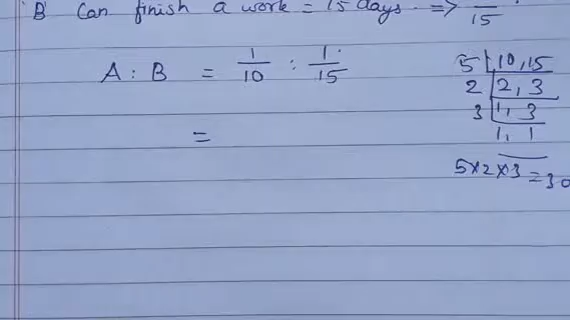 B Can finish a work = 15 days. => /15
A : B = 1/10 : 1/15
=
5 | 10, 15
2 | 2, 3
3 | 1, 3
1, 1
5×2×3 = 30